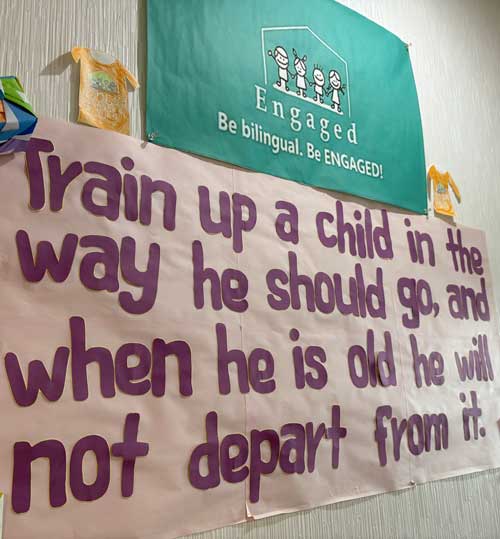 Engaged
Be bilingual. Be ENGAGED!
Train up a child in the
way he should go, and
when he is old he will
not depart from it.